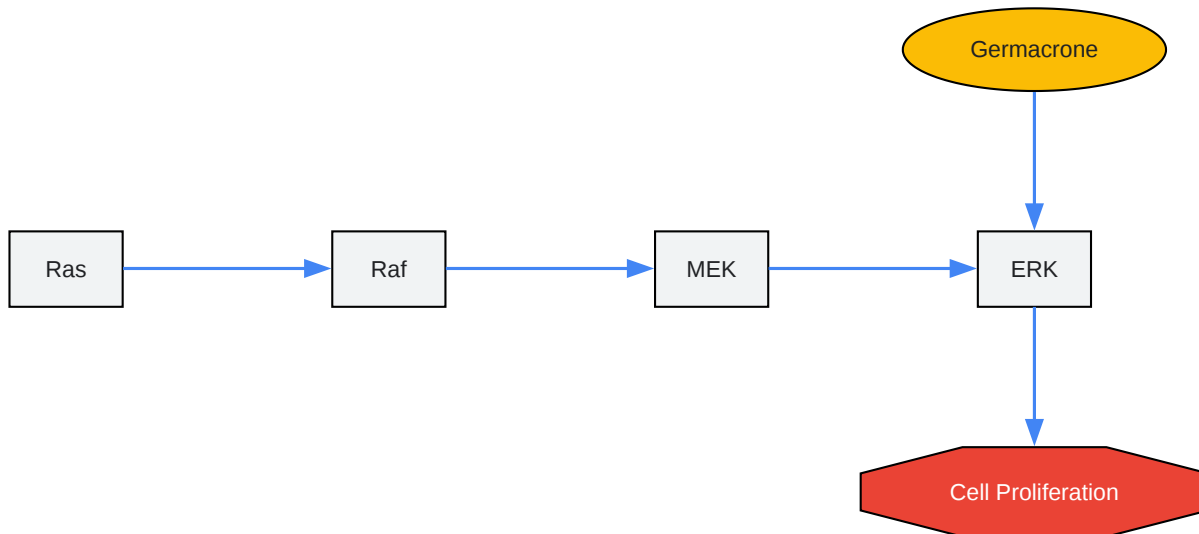 Germacrone
Ras
Raf
MEK
ERK
Cell Proliferation